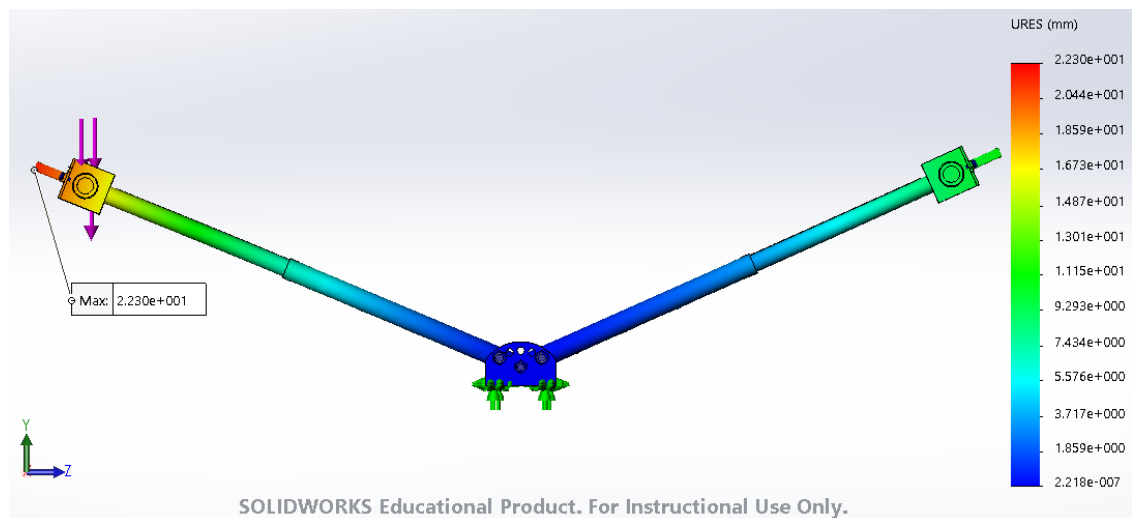 URES (mm)
2.230e+001
2.044e+001
1.859e+001
1.673e+001
1.487e+001
1.301e+001
1.115e+001
9.293e+000
7.434e+000
5.576e+000
3.717e+000
1.859e+000
2.218e-007
Max: 2.230e+001
Y
Z
SOLIDWORKS Educational Product. For Instructional Use Only.